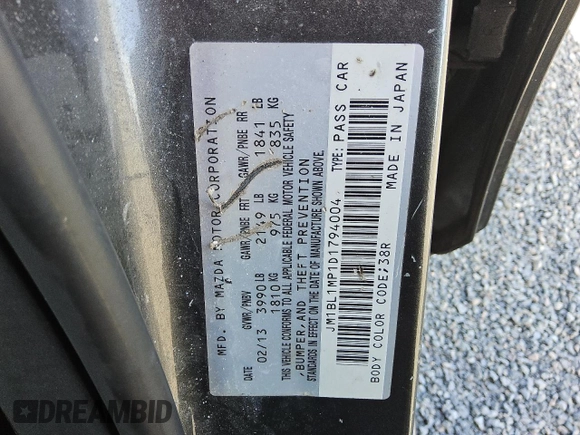 MFD. BY MAZDA MOTOR CORPORATION
GVWR/PNBV GAWR/PNBE FRT GAWR/PNBE RR
DATE 02/13 3990 LB 2149 LB 1841 LB
1810 KG 975 KG 835 KG
THIS VEHICLE CONFORMS TO ALL APPLICABLE FEDERAL MOTOR VEHICLE SAFETY
, BUMPER, AND THEFT PREVENTION
STANDARDS IN EFFECT ON THE DATE OF MANUFACTURE SHOWN ABOVE.
JM1BL1MP1D1794004 TYPE: PASS CAR
BODY COLOR CODE;38R MADE IN JAPAN
DREAMBID